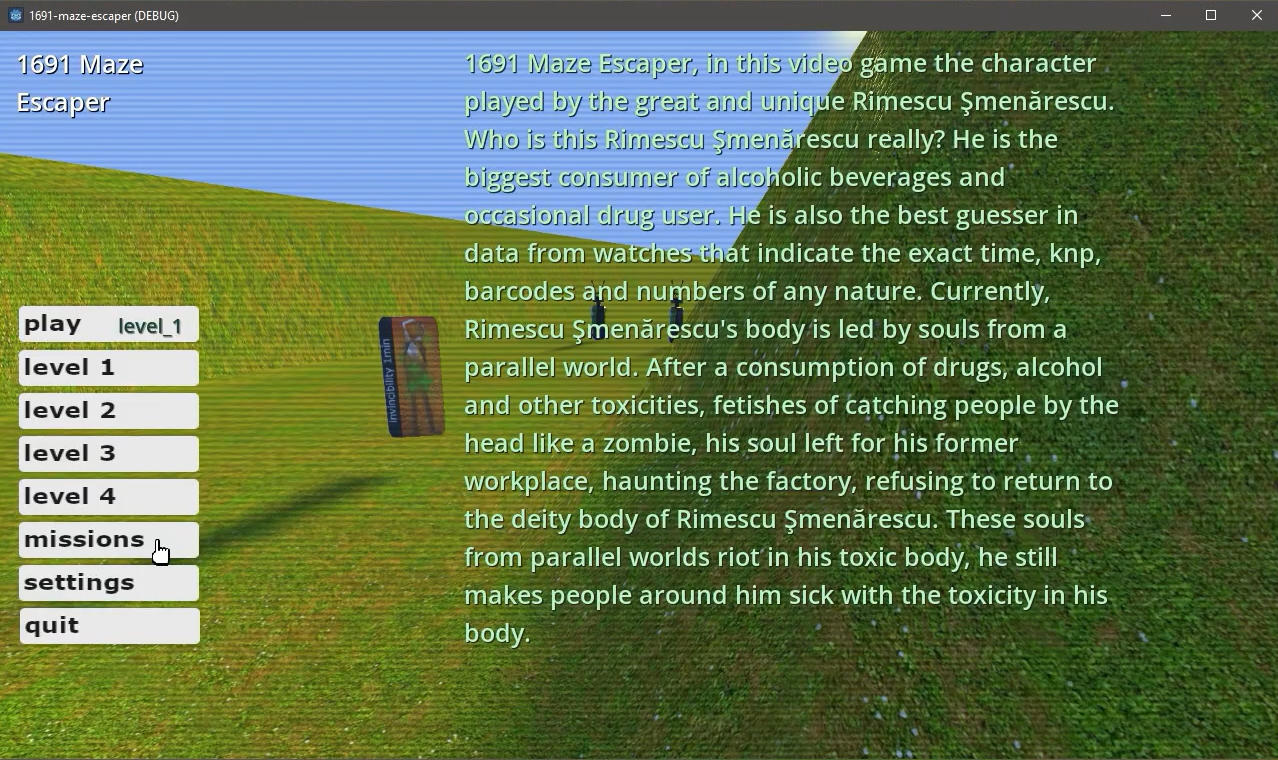 1691-maze-escaper (DEBUG)
1691 Maze
Escaper
play level_1
level 1
level 2
level 3
level 4
missions
settings
quit
invincibility 1min
1691 Maze Escaper, in this video game the character
played by the great and unique Rimescu Şmenărescu.
Who is this Rimescu Şmenărescu really? He is the
biggest consumer of alcoholic beverages and
occasional drug user. He is also the best guesser in
data from watches that indicate the exact time, knp,
barcodes and numbers of any nature. Currently,
Rimescu Şmenărescu's body is led by souls from a
parallel world. After a consumption of drugs, alcohol
and other toxicities, fetishes of catching people by the
head like a zombie, his soul left for his former
workplace, haunting the factory, refusing to return to
the deity body of Rimescu Şmenărescu. These souls
from parallel worlds riot in his toxic body, he still
makes people around him sick with the toxicity in his
body.